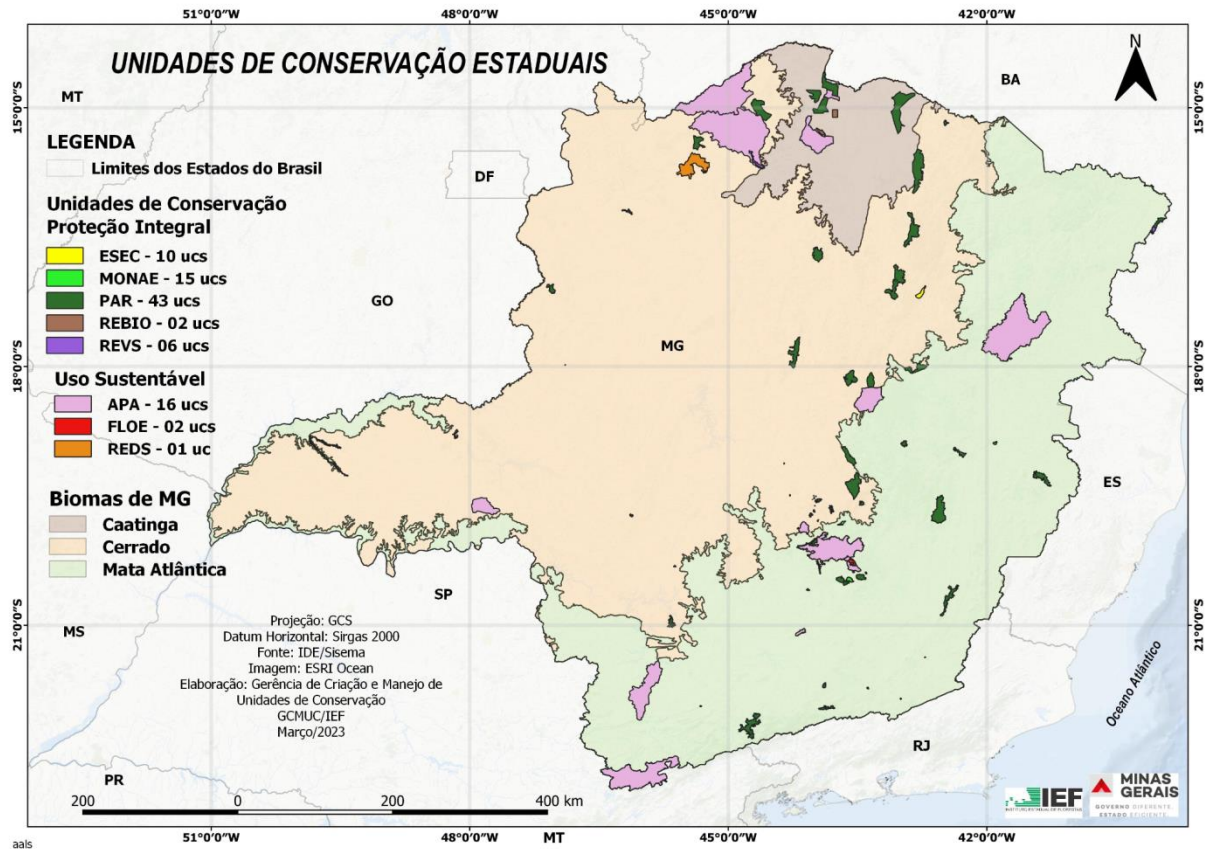 51°0'0"W 48°0'0"W 45°0'0"W 42°0'0"W
UNIDADES DE CONSERVAÇÃO ESTADUAIS
N
BA
MT
15°0'0"S
15°0'0"S
LEGENDA
Limites dos Estados do Brasil
DF
Unidades de Conservação
Proteção Integral
ESEC - 10 ucs
MONAE - 15 ucs
PAR - 43 ucs
REBIO - 02 ucs
REVS - 06 ucs
GO
MG
18°0'0"S
18°0'0"S
Uso Sustentável
APA - 16 ucs
FLOE - 02 ucs
REDS - 01 uc
ES
Biomas de MG
Caatinga
Cerrado
Mata Atlântica
SP
MS
21°0'0"S
21°0'0"S
Projeção: GCS
Datum Horizontal: Sirgas 2000
Fonte: IDE/Sisema
Imagem: ESRI Ocean
Elaboração: Gerência de Criação e Manejo de
Unidades de Conservação
GCMUC/IEF
Março/2023
Oceano Atlântico
RJ
PR
200 0 200 400 km
IEF
MINAS
GERAIS
GOVERNO DIFERENTE.
ESTADO EFICIENTE.
51°0'0"W 48°0'0"W MT 45°0'0"W 42°0'0"W
aals